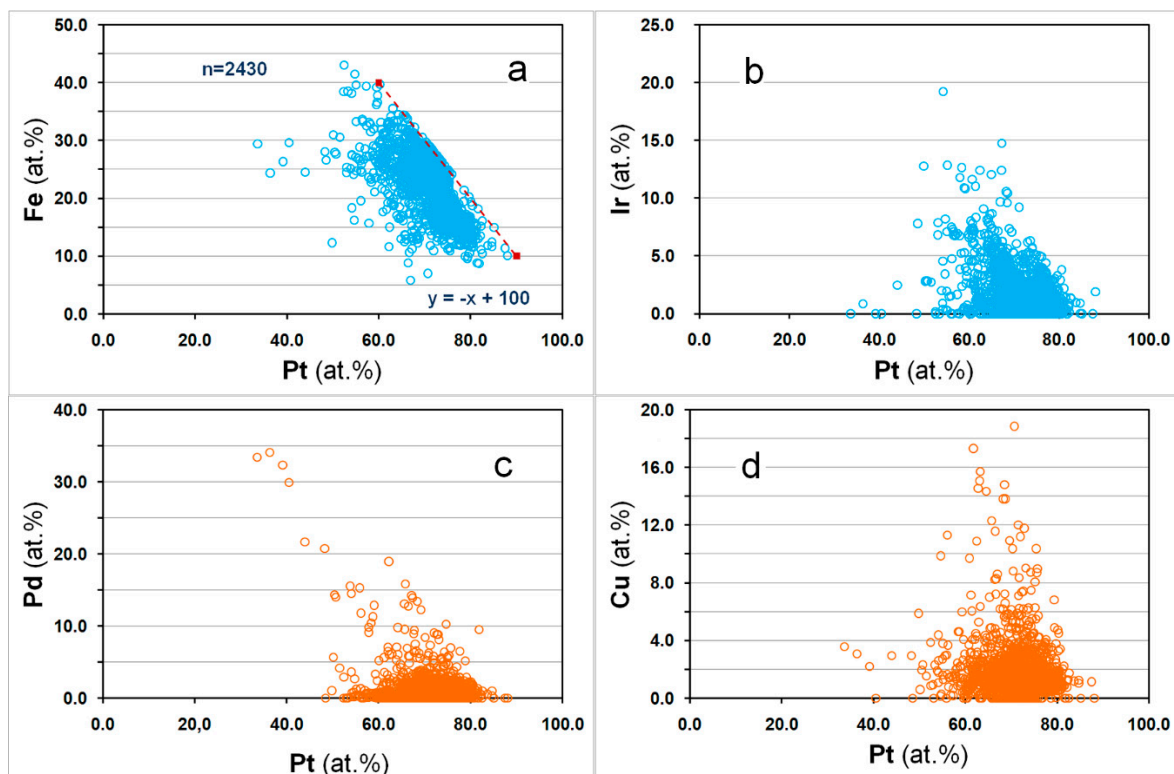 50.0
40.0
30.0
20.0
10.0
0.0
Fe (at.%)
n=2430
a
y = -x + 100
0.0 20.0 40.0 60.0 80.0 100.0
Pt (at.%)
25.0
20.0
15.0
10.0
5.0
0.0
Ir (at.%)
b
0.0 20.0 40.0 60.0 80.0 100.0
Pt (at.%)
40.0
30.0
20.0
10.0
0.0
Pd (at.%)
c
0.0 20,0 40.0 60.0 80.0 100.0
Pt (at.%)
20.0
16.0
12.0
8.0
4.0
0.0
Cu (at.%)
d
0.0 20.0 40.0 60.0 80.0 100.0
Pt (at.%)